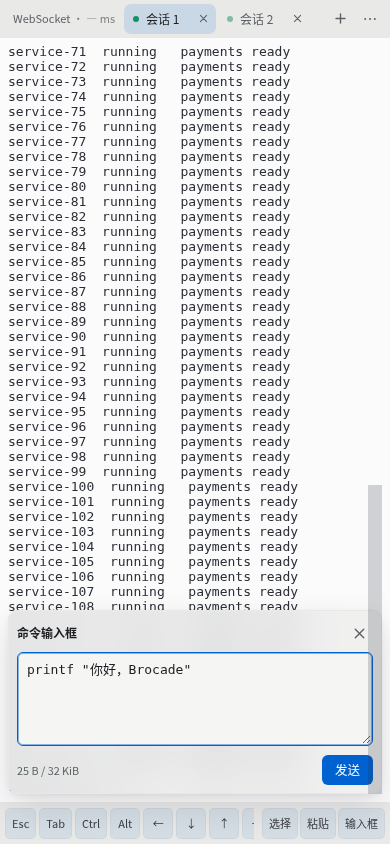 WebSocket · — ms 会话 1 × 会话 2 × + ···
service-71  running   payments ready
service-72  running   payments ready
service-73  running   payments ready
service-74  running   payments ready
service-75  running   payments ready
service-76  running   payments ready
service-77  running   payments ready
service-78  running   payments ready
service-79  running   payments ready
service-80  running   payments ready
service-81  running   payments ready
service-82  running   payments ready
service-83  running   payments ready
service-84  running   payments ready
service-85  running   payments ready
service-86  running   payments ready
service-87  running   payments ready
service-88  running   payments ready
service-89  running   payments ready
service-90  running   payments ready
service-91  running   payments ready
service-92  running   payments ready
service-93  running   payments ready
service-94  running   payments ready
service-95  running   payments ready
service-96  running   payments ready
service-97  running   payments ready
service-98  running   payments ready
service-99  running   payments ready
service-100  running   payments ready
service-101  running   payments ready
service-102  running   payments ready
service-103  running   payments ready
service-104  running   payments ready
service-105  running   payments ready
service-106  running   payments ready
service-107  running   payments ready
service-108  running   payments ready
命令输入框 ×
printf "你好，Brocade"
25 B / 32 KiB 发送
Esc Tab Ctrl Alt ← ↓ ↑ 选择 粘贴 输入框